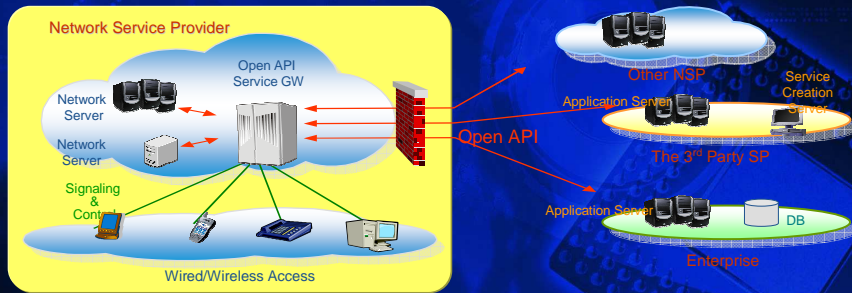 Network Service Provider
Open API
Service GW
Network
Server
Network
Server
Signaling
&
Control
Wired/Wireless Access
Open API
Other NSP
Service
Creation
Server
Application Server
The 3rd Party SP
Application Server
DB
Enterprise